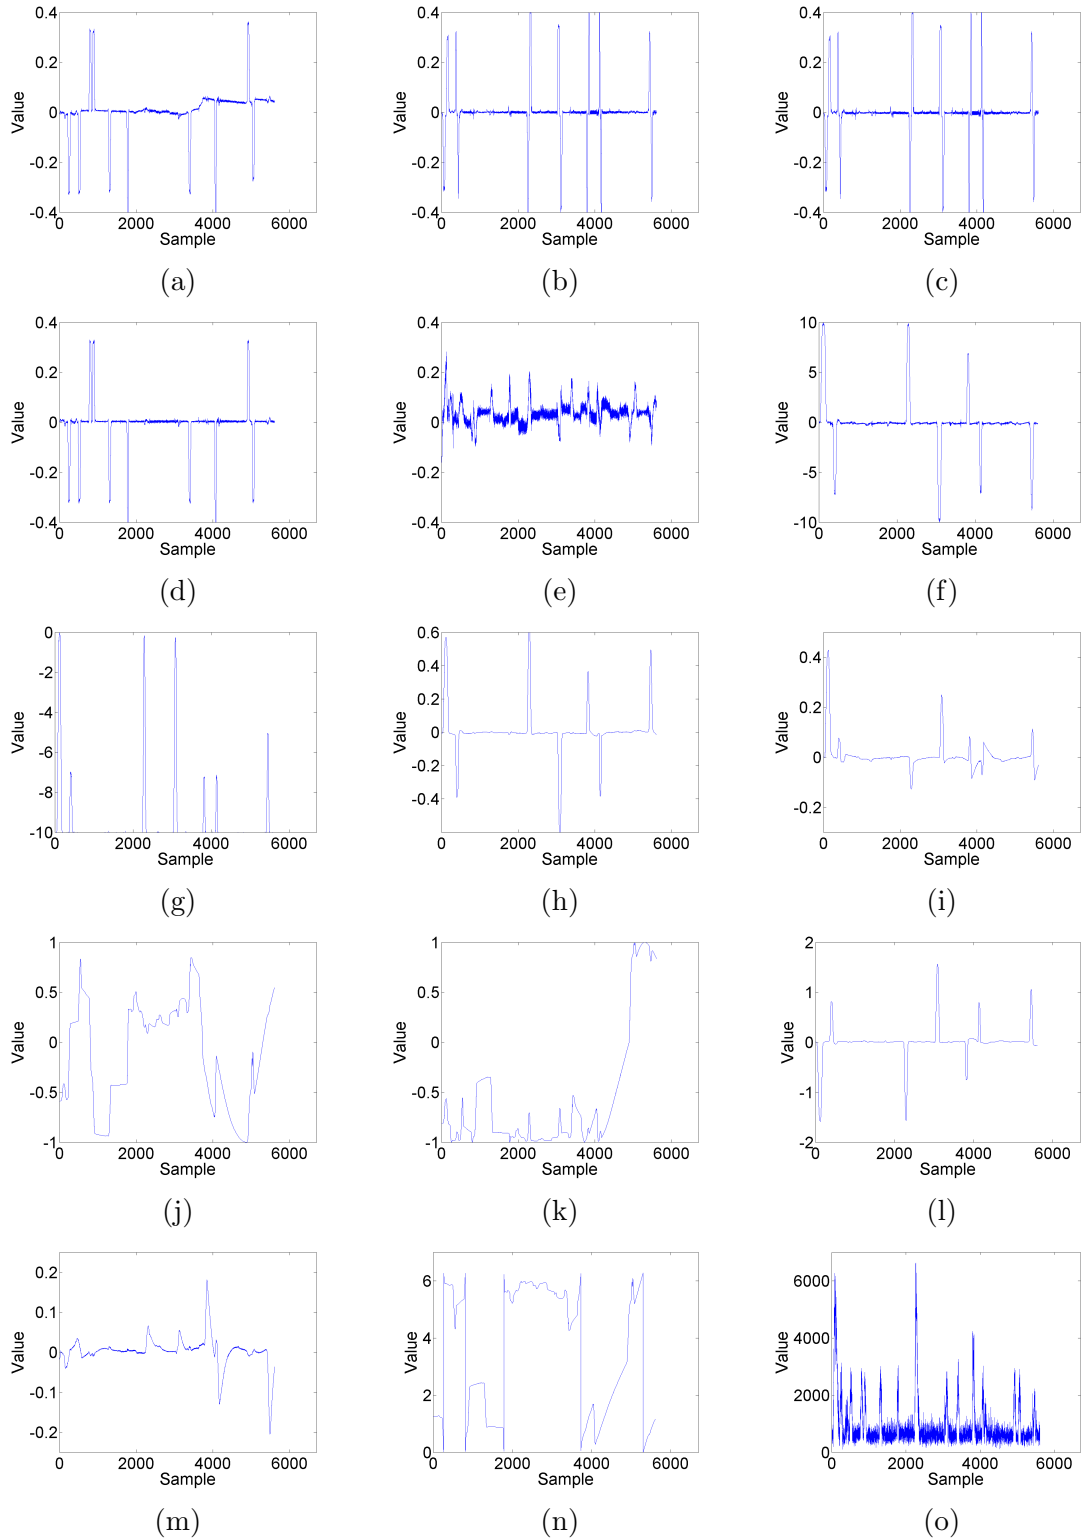 0.4
0.2
0
-0.2
-0.4
Value
0 2000 4000 6000
Sample
(a)
0.4
0.2
0
-0.2
-0.4
Value
0 2000 4000 6000
Sample
(b)
0.4
0.2
0
-0.2
-0.4
Value
0 2000 4000 6000
Sample
(c)
0.4
0.2
0
-0.2
-0.4
Value
0 2000 4000 6000
Sample
(d)
0.4
0.2
0
-0.2
-0.4
Value
0 2000 4000 6000
Sample
(e)
10
5
0
-5
-10
Value
0 2000 4000 6000
Sample
(f)
0
-2
-4
-6
-8
-10
Value
0 2000 4000 6000
Sample
(g)
0.6
0.4
0.2
0
-0.2
-0.4
Value
0 2000 4000 6000
Sample
(h)
0.4
0.2
0
-0.2
Value
0 2000 4000 6000
Sample
(i)
1
0.5
0
-0.5
-1
Value
0 2000 4000 6000
Sample
(j)
1
0.5
0
-0.5
-1
Value
0 2000 4000 6000
Sample
(k)
2
1
0
-1
-2
Value
0 2000 4000 6000
Sample
(l)
0.2
0.1
0
-0.1
-0.2
Value
0 2000 4000 6000
Sample
(m)
6
4
2
0
Value
0 2000 4000 6000
Sample
(n)
6000
4000
2000
0
Value
0 2000 4000 6000
Sample
(o)